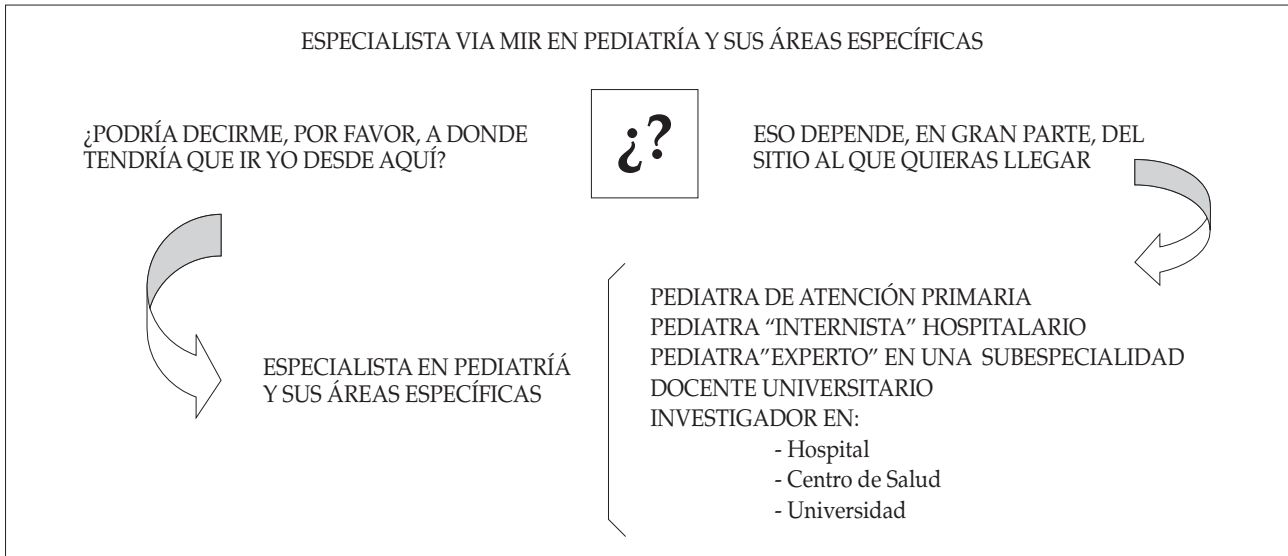 ESPECIALISTA VIA MIR EN PEDIATRÍA Y SUS ÁREAS ESPECÍFICAS
¿PODRÍA DECIRME, POR FAVOR, A DONDE
TENDRÍA QUE IR YO DESDE AQUÍ?
¿?
ESO DEPENDE, EN GRAN PARTE, DEL
SITIO AL QUE QUIERAS LLEGAR
ESPECIALISTA EN PEDIATRÍÁ
Y SUS ÁREAS ESPECÍFICAS
PEDIATRA DE ATENCIÓN PRIMARIA
PEDIATRA “INTERNISTA” HOSPITALARIO
PEDIATRA”EXPERTO” EN UNA SUBESPECIALIDAD
DOCENTE UNIVERSITARIO
INVESTIGADOR EN:
- Hospital
- Centro de Salud
- Universidad